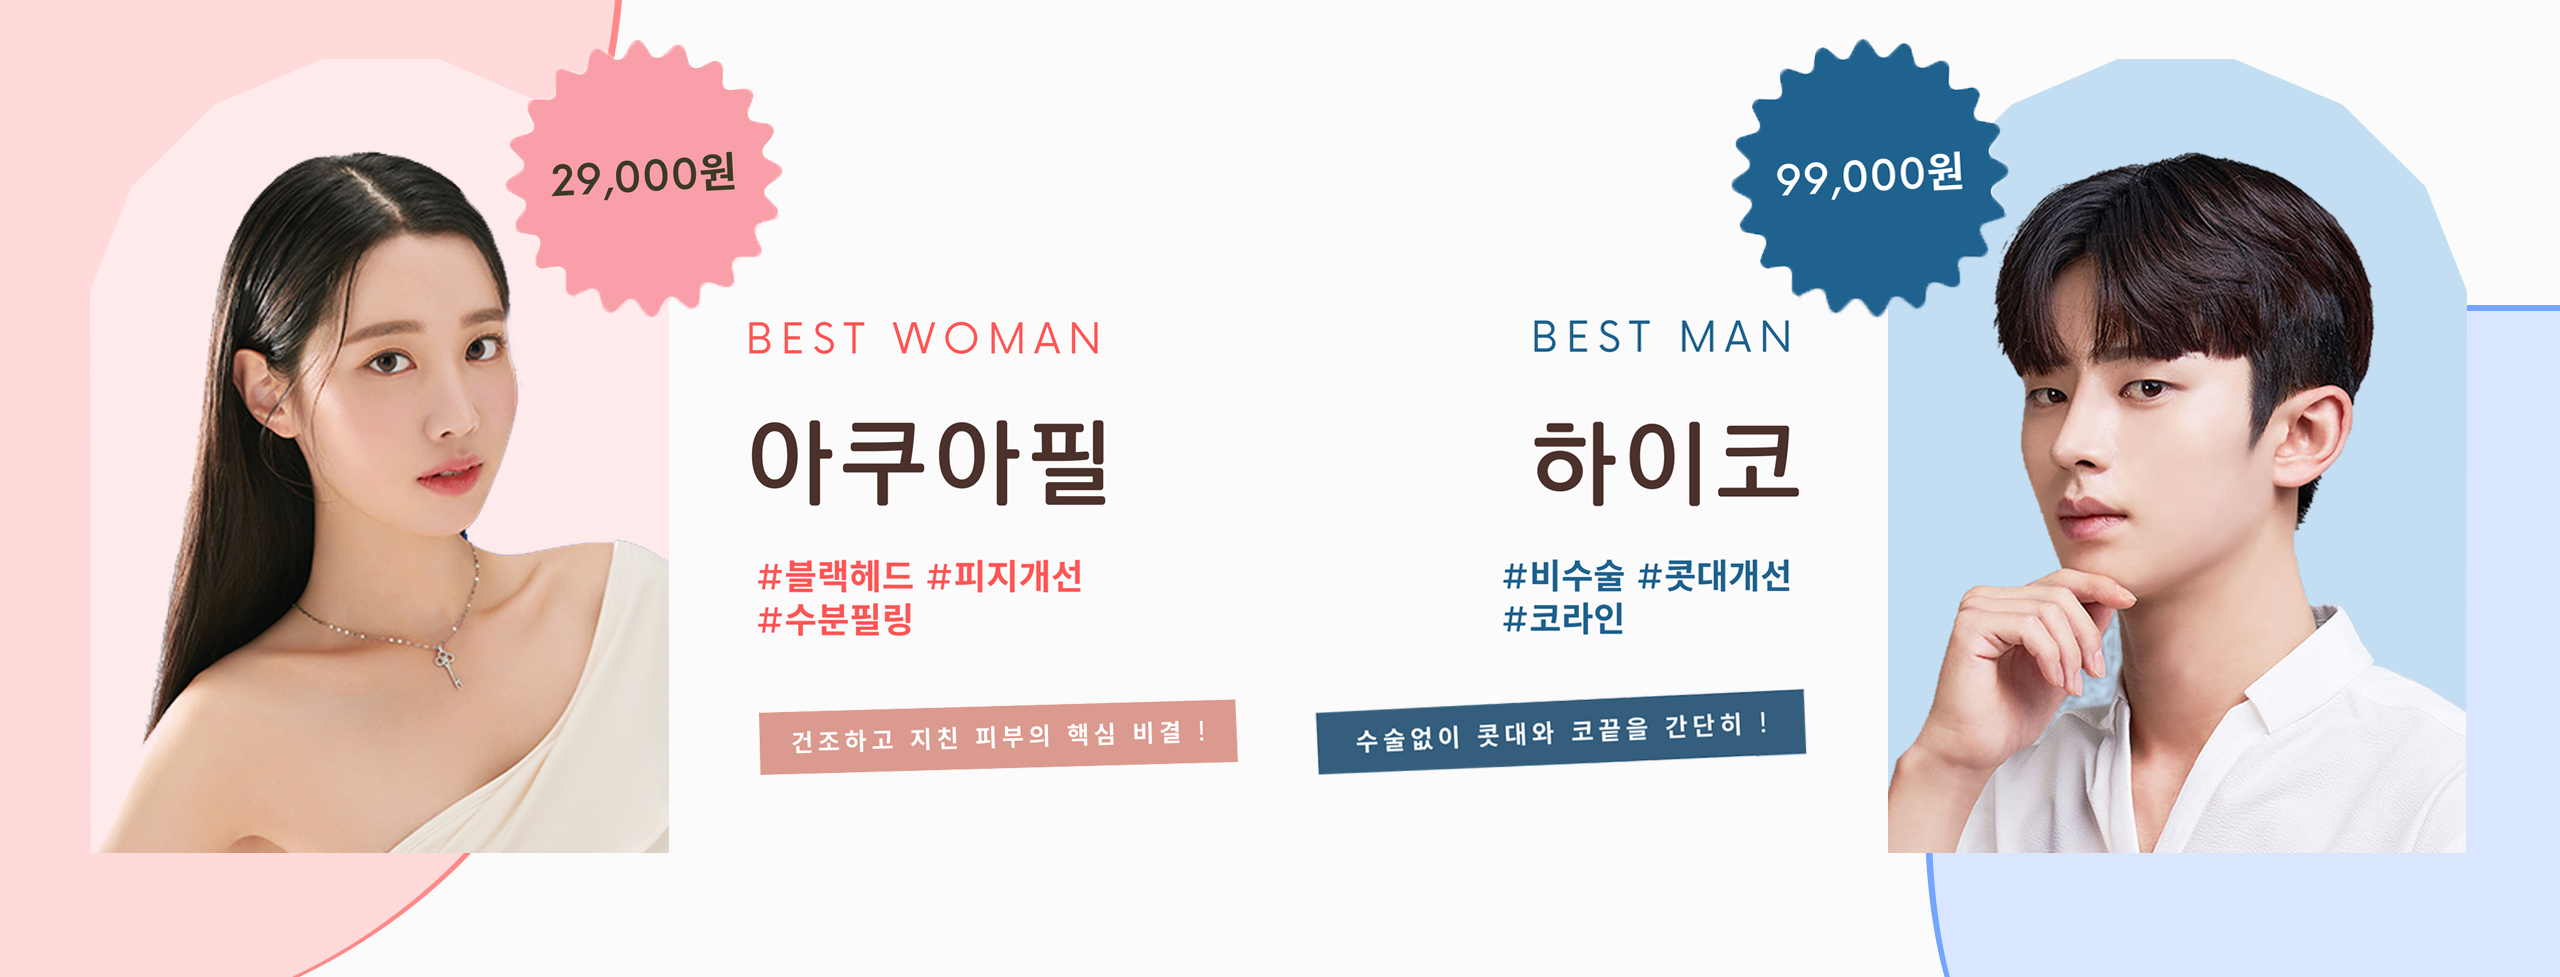 29,000원
BEST WOMAN
아쿠아필
#블랙헤드 #피지개선
#수분필링
건조하고 지친 피부의 핵심 비결 !
99,000원
BEST MAN
하이코
#비수술 #콧대개선
#코라인
수술없이 콧대와 코끝을 간단히 !